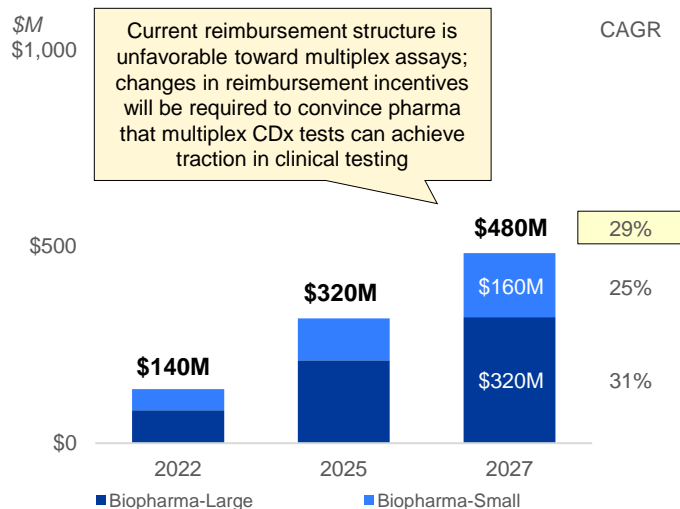 $M
$1,000
Current reimbursement structure is
unfavorable toward multiplex assays;
changes in reimbursement incentives
will be required to convince pharma
that multiplex CDx tests can achieve
traction in clinical testing
CAGR
$500
$0
$140M
$320M
$480M
$160M
$320M
29%
25%
31%
2022
2025
2027
Biopharma-Large
Biopharma-Small